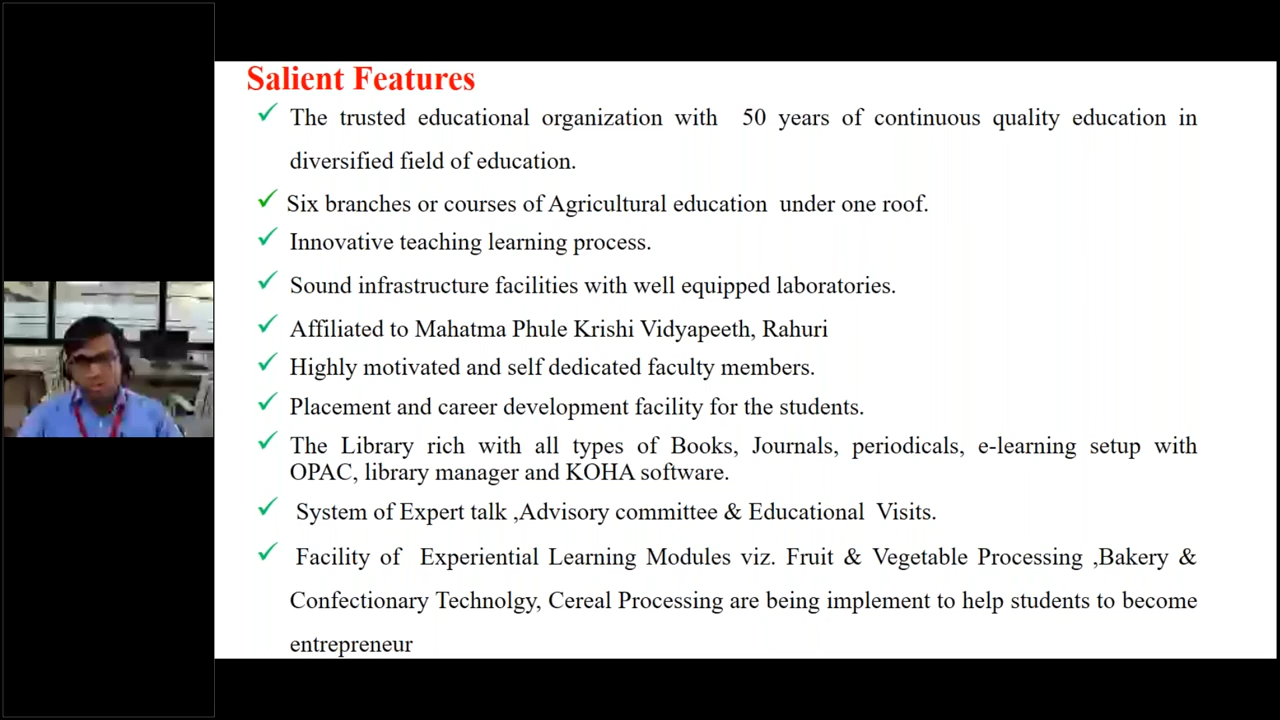 Salient Features
The trusted educational organization with 50 years of continuous quality education in
diversified field of education.
Six branches or courses of Agricultural education under one roof.
Innovative teaching learning process.
Sound infrastructure facilities with well equipped laboratories.
Affiliated to Mahatma Phule Krishi Vidyapeeth, Rahuri
Highly motivated and self dedicated faculty members.
Placement and career development facility for the students.
The Library rich with all types of Books, Journals, periodicals, e-learning setup with
OPAC, library manager and KOHA software.
System of Expert talk ,Advisory committee & Educational Visits.
Facility of Experiential Learning Modules viz. Fruit & Vegetable Processing ,Bakery &
Confectionary Technolgy, Cereal Processing are being implement to help students to become
entrepreneur